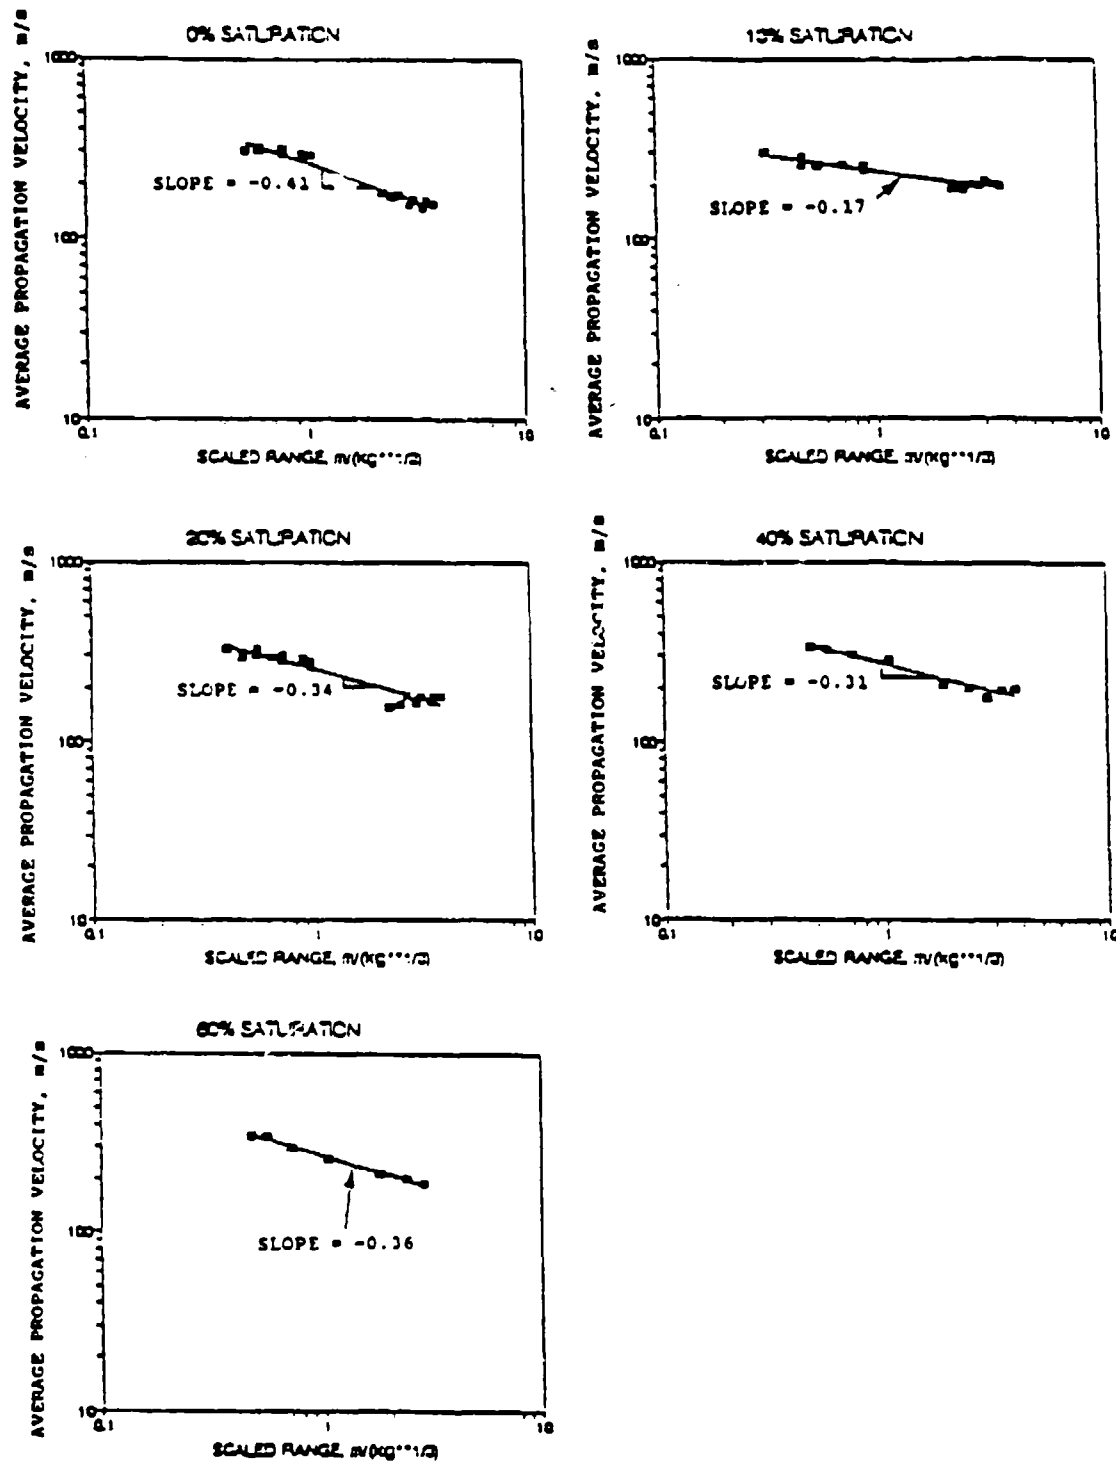 0% SATURATION
AVERAGE PROPAGATION VELOCITY, m/s
1000
100
10
SLOPE = -0.41
0.1 1 10
SCALED RANGE, m/(kg**1/3)
AVERAGE PROPAGATION VELOCITY, m/s
1000
100
10
SLOPE = -0.17
0.1 1 10
SCALED RANGE, m/(kg**1/3)
20% SATURATION
AVERAGE PROPAGATION VELOCITY, m/s
1000
100
10
SLOPE = -0.34
0.1 1 10
SCALED RANGE, m/(kg**1/3)
40% SATURATION
AVERAGE PROPAGATION VELOCITY, m/s
1000
100
10
SLOPE = -0.31
0.1 1 10
SCALED RANGE, m/(kg**1/3)
60% SATURATION
AVERAGE PROPAGATION VELOCITY, m/s
1000
100
10
SLOPE = -0.36
0.1 1 10
SCALED RANGE, m/(kg**1/3)